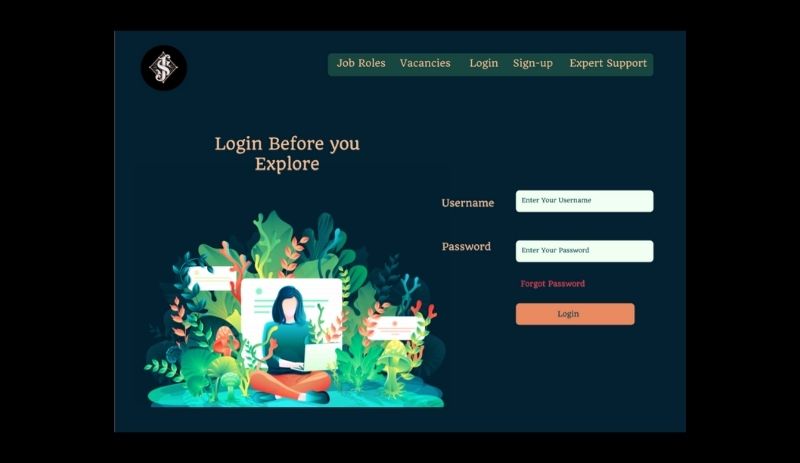 Job Roles Vacancies Login Sign-up Expert Support
Login Before you
Explore
Username
Enter Your Username
Password
Enter Your Password
Forgot Password
Login